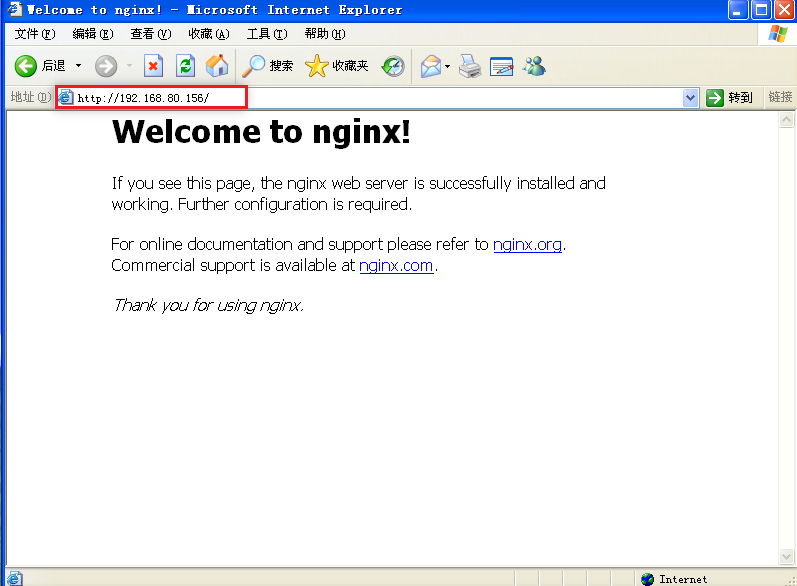 Welcome to nginx! - Microsoft Internet Explorer
文件(F) 编辑(E) 查看(V) 收藏(A) 工具(T) 帮助(H)
后退 搜索 收藏夹
地址(D) http://192.168.80.156/ 转到 链接
Welcome to nginx!
If you see this page, the nginx web server is successfully installed and
working. Further configuration is required.
For online documentation and support please refer to nginx.org.
Commercial support is available at nginx.com.
Thank you for using nginx.
Internet